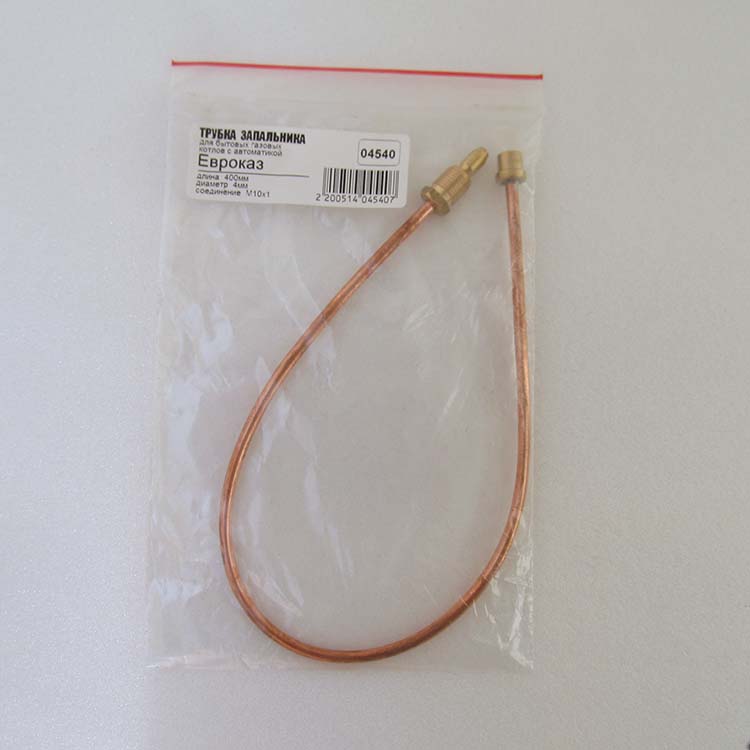 ТРУБКА ЗАПАЛЬНИКА
для бытовых газовых
котлов с автоматикой
Евроказ
длина 400мм
диаметр 4мм
соединение М10х1
04540
2 200514 045407